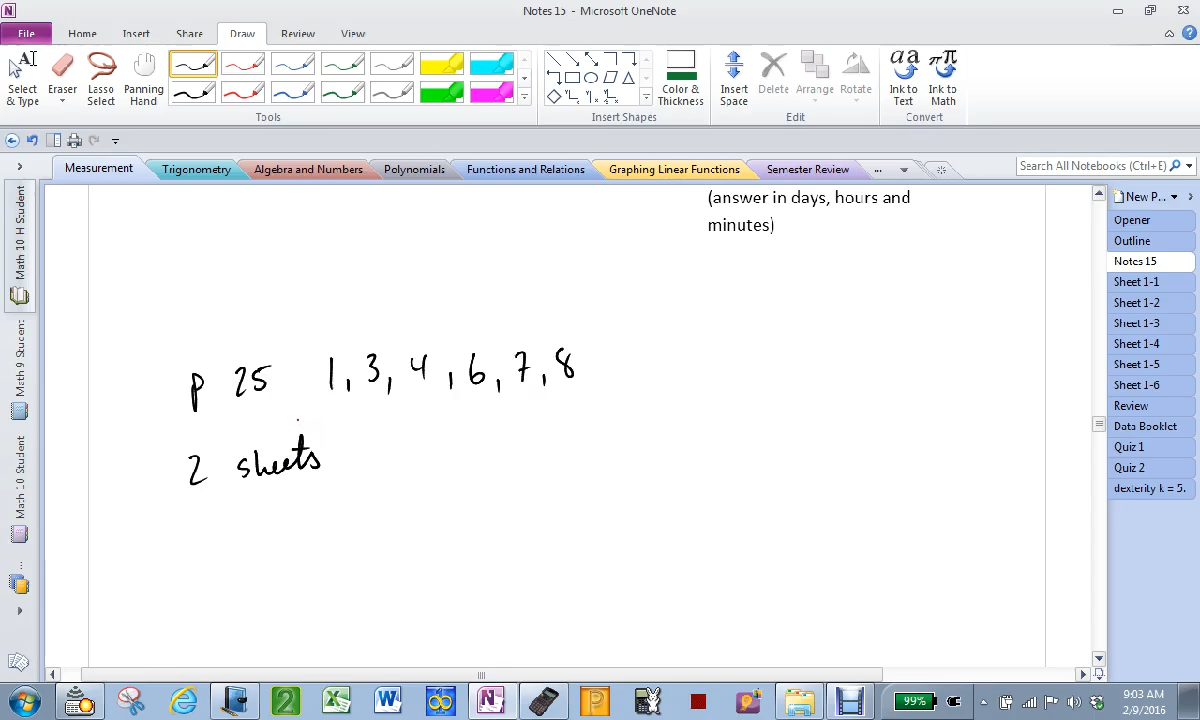 Notes 15 - Microsoft OneNote
File Home Insert Share Draw Review View
Select & Type
Eraser
Lasso Select
Panning Hand
Tools
Insert Shapes
Color & Thickness
Insert Space
Delete
Arrange
Rotate
Edit
Ink to Text
Ink to Math
Convert
Measurement Trigonometry Algebra and Numbers Polynomials Functions and Relations Graphing Linear Functions Semester Review ...
Search All Notebooks (Ctrl+E)
Math 10 H Student
Math 9 Student
Math 10 Student
(answer in days, hours and
minutes)
p 25 1, 3, 4, 6, 7, 8
2 sheets
New P...
Opener
Outline
Notes 15
Sheet 1-1
Sheet 1-2
Sheet 1-3
Sheet 1-4
Sheet 1-5
Sheet 1-6
Review
Data Booklet
Quiz 1
Quiz 2
dexterity k = 5.
99%
9:03 AM
2/9/2016